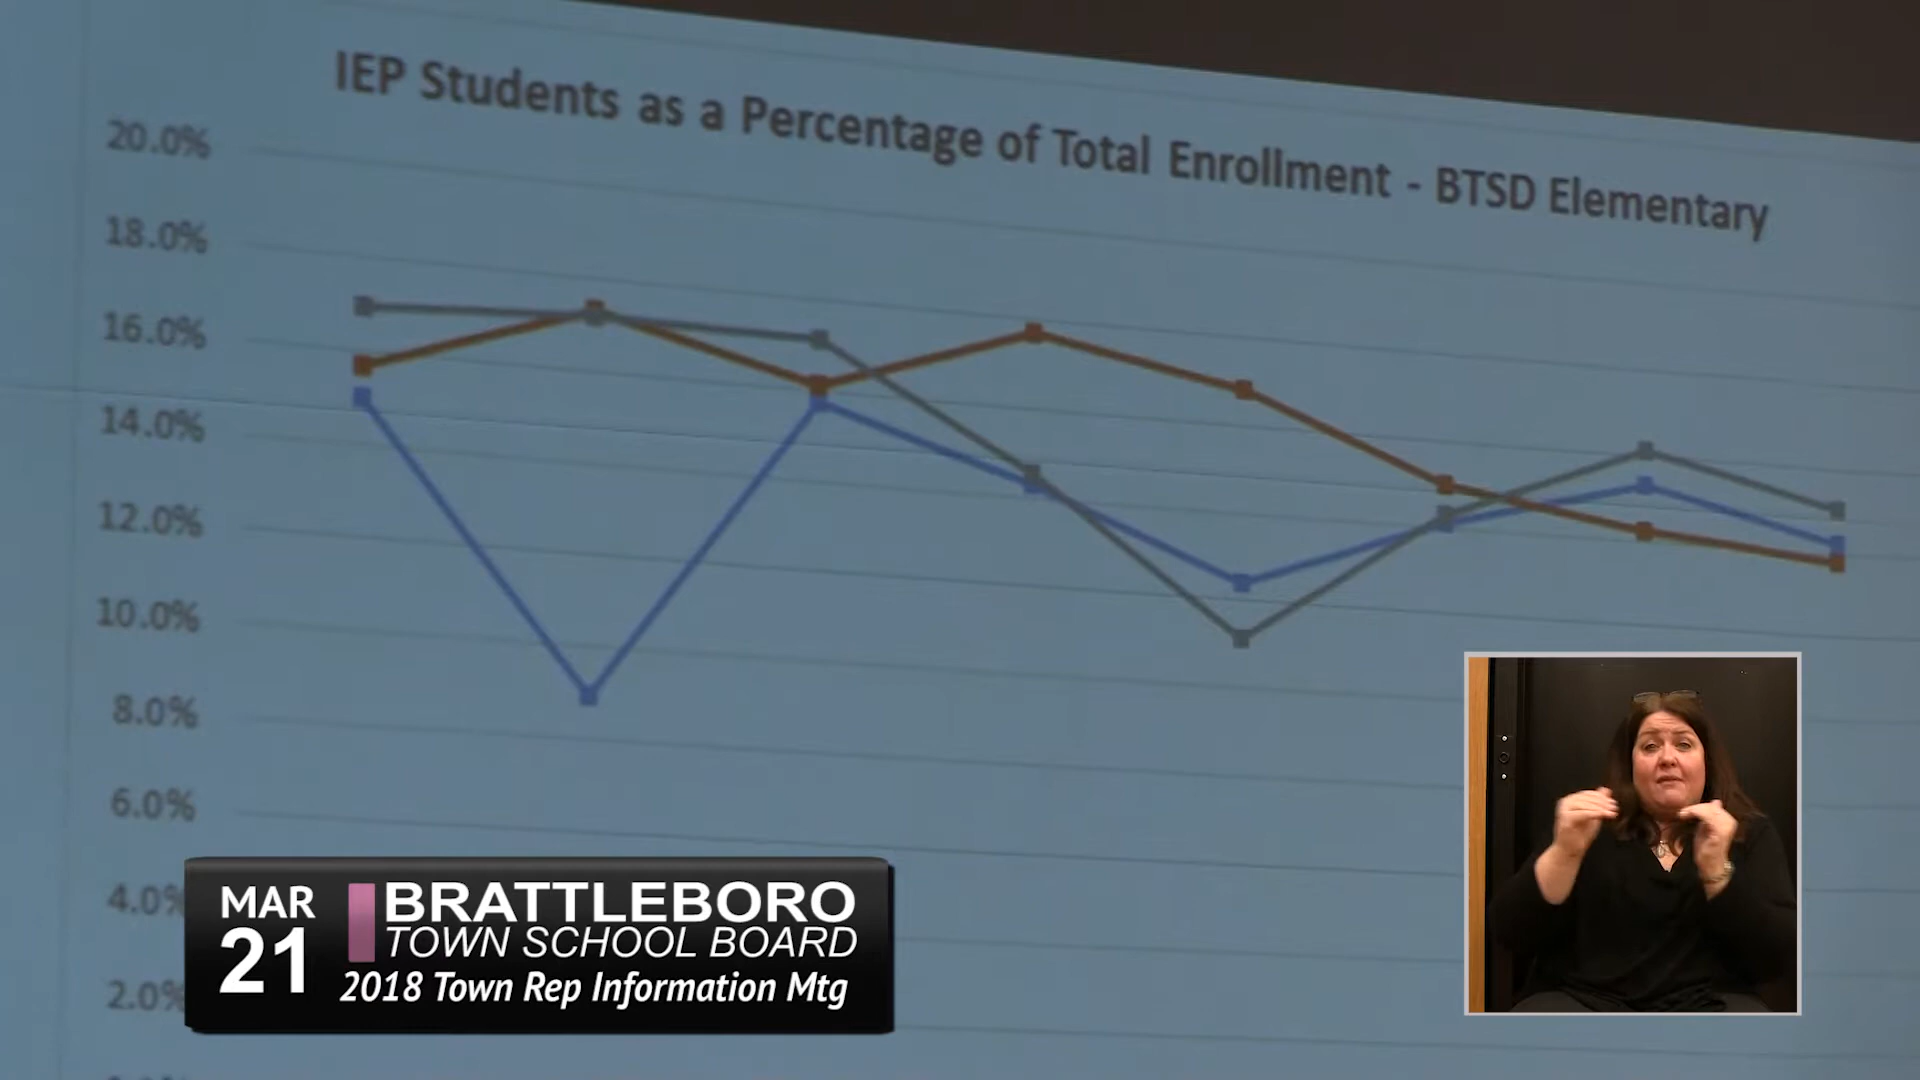 IEP Students as a Percentage of Total Enrollment - BTSD Elementary
20.0%
18.0%
16.0%
14.0%
12.0%
10.0%
8.0%
6.0%
4.0%
2.0%
MAR
21
BRATTLEBORO
TOWN SCHOOL BOARD
2018 Town Rep Information Mtg